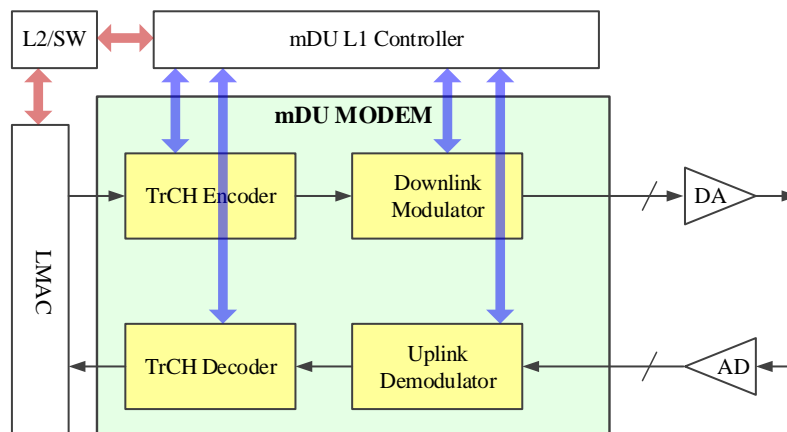 L2/SW
mDU L1 Controller
mDU MODEM
TrCH Encoder
Downlink
Modulator
DA
LMAC
TrCH Decoder
Uplink
Demodulator
AD